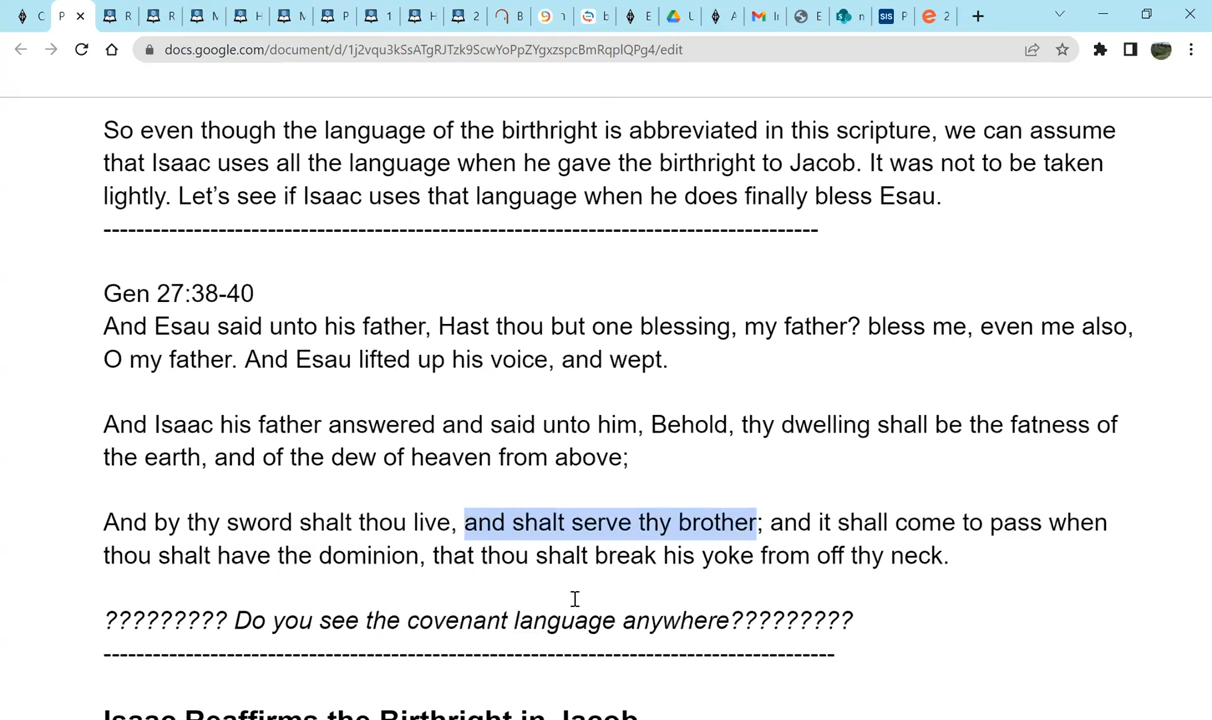 C
P
R
R
M
M
P
1
R
2
B
1
b
E
U
A
In
E
n
SIS
2
docs.google.com/document/d/1j2vqu3kSsATgRJTzk9ScwYoPpZYgxzspcBmRqplQPg4/edit
So even though the language of the birthright is abbreviated in this scripture, we can assume
that Isaac uses all the language when he gave the birthright to Jacob. It was not to be taken
lightly. Let’s see if Isaac uses that language when he does finally bless Esau.
--------------------------------------------------------------------------------------
Gen 27:38-40
And Esau said unto his father, Hast thou but one blessing, my father? bless me, even me also,
O my father. And Esau lifted up his voice, and wept.
And Isaac his father answered and said unto him, Behold, thy dwelling shall be the fatness of
the earth, and of the dew of heaven from above;
And by thy sword shalt thou live, and shalt serve thy brother; and it shall come to pass when
thou shalt have the dominion, that thou shalt break his yoke from off thy neck.
????????? Do you see the covenant language anywhere?????????
----------------------------------------------------------------------------------------
Isaac Reaffirms the Birthright in Jacob